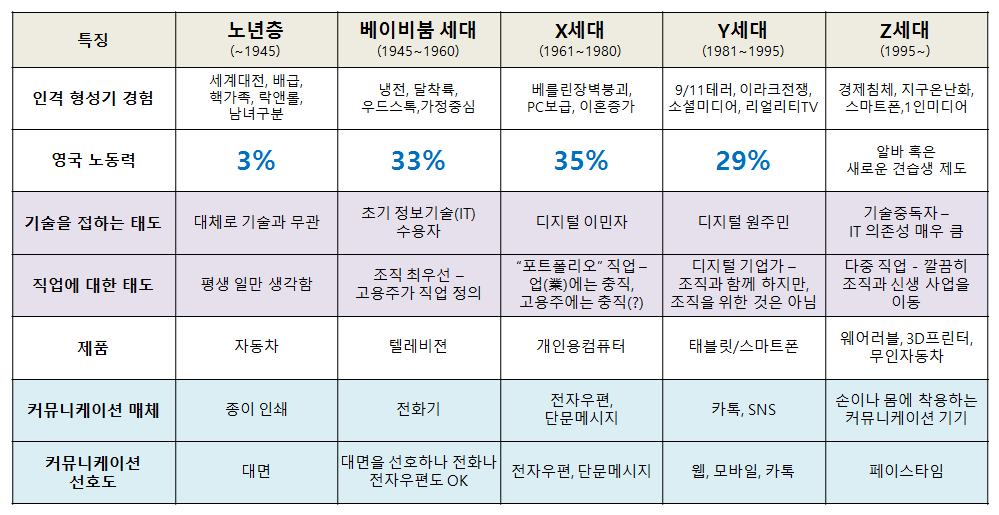 특징
노년층
(~1945)
베이비붐 세대
(1945~1960)
X세대
(1961~1980)
Y세대
(1981~1995)
Z세대
(1995~)
인격 형성기 경험
세계대전, 배급,
핵가족, 락앤롤,
남녀구분
냉전, 달착륙,
우드스톡,가정중심
베를린장벽붕괴,
PC보급, 이혼증가
9/11테러, 이라크전쟁,
소셜미디어, 리얼리티TV
경제침체, 지구온난화,
스마트폰,1인미디어
영국 노동력
3%
33%
35%
29%
알바 혹은
새로운 견습생 제도
기술을 접하는 태도
대체로 기술과 무관
초기 정보기술(IT)
수용자
디지털 이민자
디지털 원주민
기술중독자 –
IT 의존성 매우 큼
직업에 대한 태도
평생 일만 생각함
조직 최우선 –
고용주가 직업 정의
“포트폴리오” 직업 –
업(業)에는 충직,
고용주에는 충직(?)
디지털 기업가 –
조직과 함께 하지만,
조직을 위한 것은 아님
다중 직업 - 깔끔히
조직과 신생 사업을
이동
제품
자동차
텔레비젼
개인용컴퓨터
태블릿/스마트폰
웨어러블, 3D프린터,
무인자동차
커뮤니케이션 매체
종이 인쇄
전화기
전자우편,
단문메시지
카톡, SNS
손이나 몸에 착용하는
커뮤니케이션 기기
커뮤니케이션
선호도
대면
대면을 선호하나 전화나
전자우편도 OK
전자우편, 단문메시지
웹, 모바일, 카톡
페이스타임